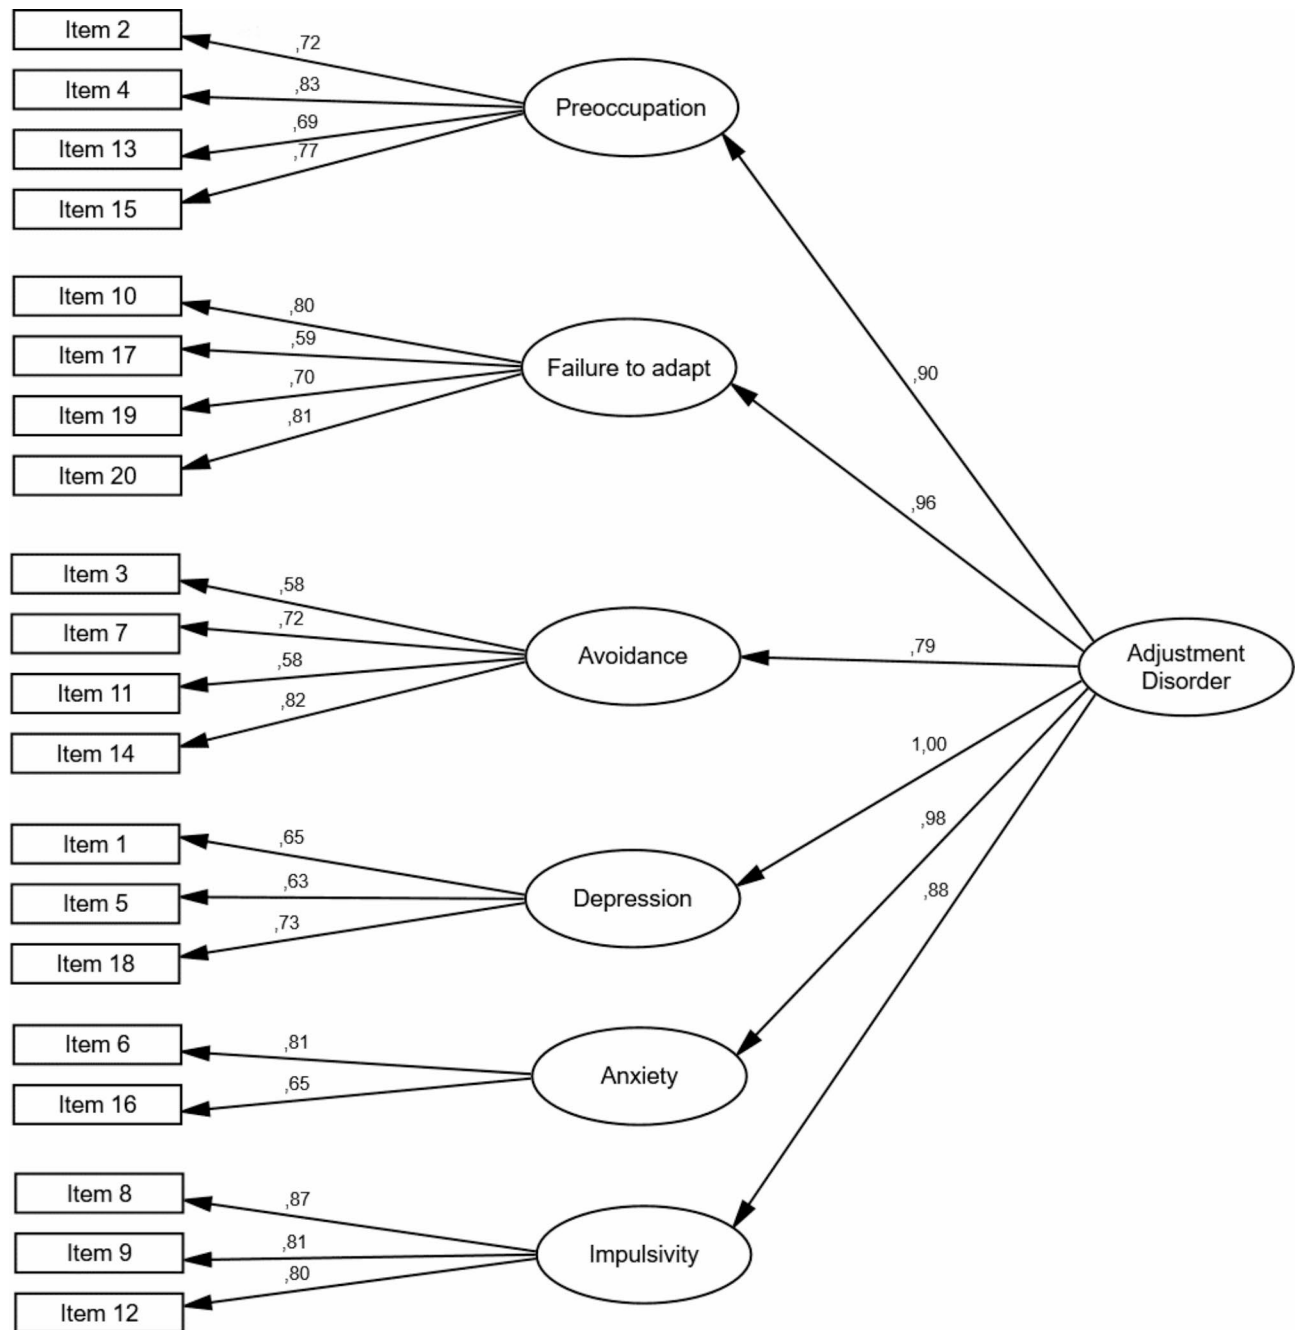 Item 2
,72
Item 4
,83
Preoccupation
Item 13
,69
,77
Item 15
Item 10
,80
Item 17
,59
Failure to adapt
,90
Item 19
,70
,81
Item 20
,96
Item 3
,58
Item 7
,72
Avoidance
,79
Adjustment
Disorder
Item 11
,58
,82
Item 14
1,00
Item 1
,65
,98
Item 5
,63
Depression
,88
,73
Item 18
Item 6
,81
Anxiety
Item 16
,65
Item 8
,87
Item 9
,81
Impulsivity
,80
Item 12